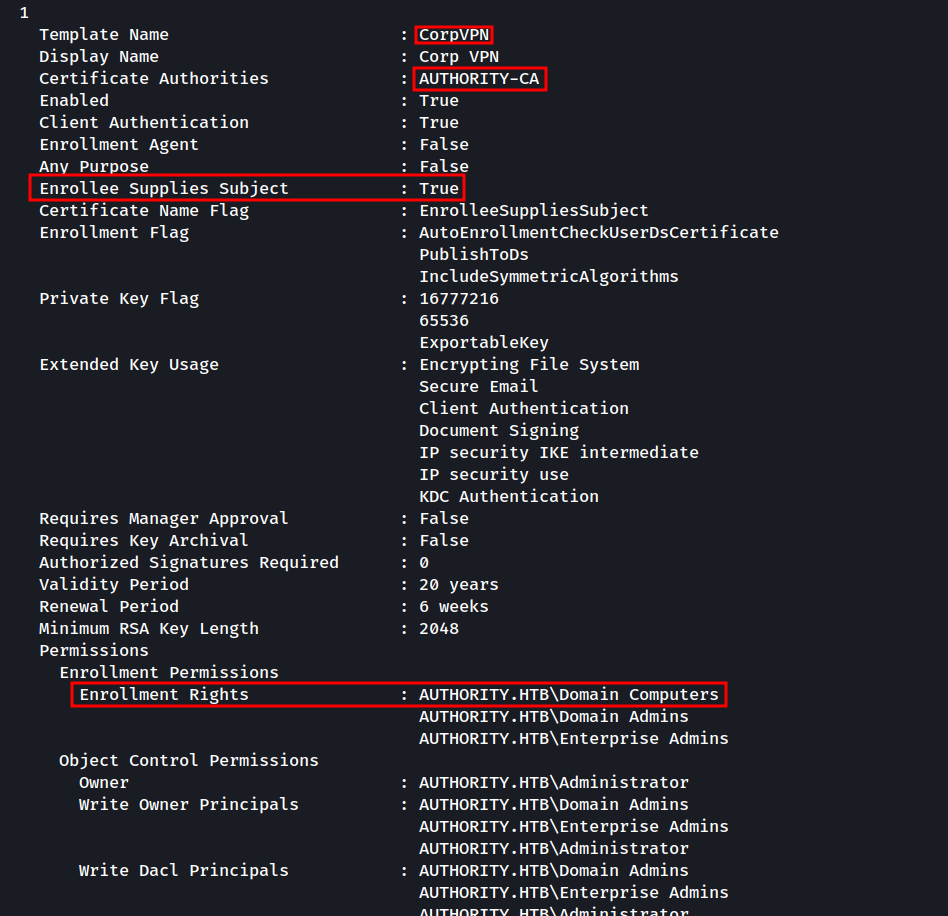 1
Template Name : CorpVPN
Display Name : Corp VPN
Certificate Authorities : AUTHORITY-CA
Enabled : True
Client Authentication : True
Enrollment Agent : False
Any Purpose : False
Enrollee Supplies Subject : True
Certificate Name Flag : EnrolleeSuppliesSubject
Enrollment Flag : AutoEnrollmentCheckUserDsCertificate
PublishToDs
IncludeSymmetricAlgorithms
Private Key Flag : 16777216
65536
ExportableKey
Extended Key Usage : Encrypting File System
Secure Email
Client Authentication
Document Signing
IP security IKE intermediate
IP security use
KDC Authentication
Requires Manager Approval : False
Requires Key Archival : False
Authorized Signatures Required : 0
Validity Period : 20 years
Renewal Period : 6 weeks
Minimum RSA Key Length : 2048
Permissions
Enrollment Permissions
Enrollment Rights : AUTHORITY.HTB\Domain Computers
AUTHORITY.HTB\Domain Admins
AUTHORITY.HTB\Enterprise Admins
Object Control Permissions
Owner : AUTHORITY.HTB\Administrator
Write Owner Principals : AUTHORITY.HTB\Domain Admins
AUTHORITY.HTB\Enterprise Admins
AUTHORITY.HTB\Administrator
Write Dacl Principals : AUTHORITY.HTB\Domain Admins
AUTHORITY.HTB\Enterprise Admins
AUTHORITY.HTB\Administrator